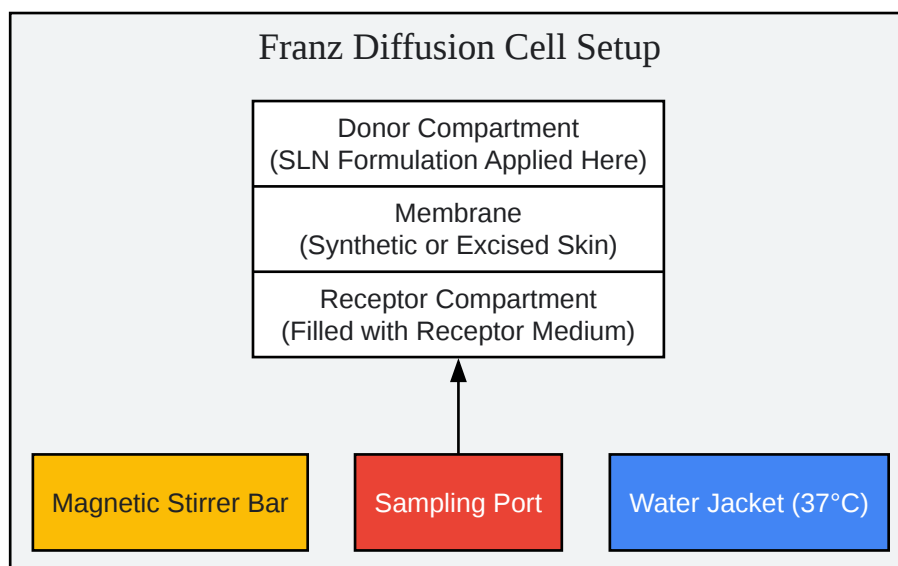 Franz Diffusion Cell Setup
Donor Compartment
(SLN Formulation Applied Here)
Membrane
(Synthetic or Excised Skin)
Receptor Compartment
(Filled with Receptor Medium)
Magnetic Stirrer Bar
Sampling Port
Water Jacket (37°C)